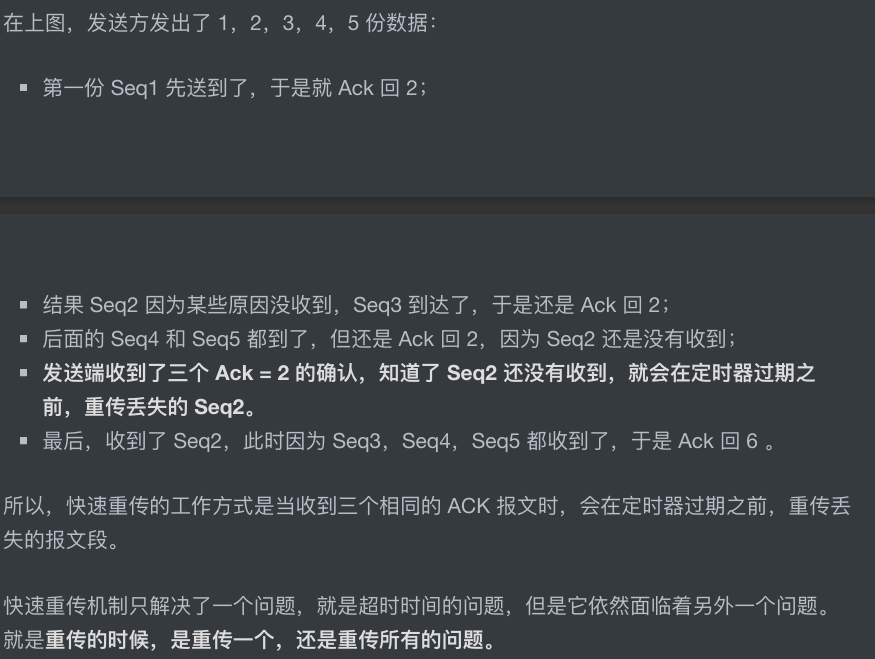 在上图，发送方发出了 1，2，3，4，5 份数据：
▪ 第一份 Seq1 先送到了，于是就 Ack 回 2；
▪ 结果 Seq2 因为某些原因没收到，Seq3 到达了，于是还是 Ack 回 2；
▪ 后面的 Seq4 和 Seq5 都到了，但还是 Ack 回 2，因为 Seq2 还是没有收到；
▪ 发送端收到了三个 Ack = 2 的确认，知道了 Seq2 还没有收到，就会在定时器过期之
前，重传丢失的 Seq2。
▪ 最后，收到了 Seq2，此时因为 Seq3，Seq4，Seq5 都收到了，于是 Ack 回 6 。
所以，快速重传的工作方式是当收到三个相同的 ACK 报文时，会在定时器过期之前，重传丢
失的报文段。
快速重传机制只解决了一个问题，就是超时时间的问题，但是它依然面临着另外一个问题。
就是重传的时候，是重传一个，还是重传所有的问题。